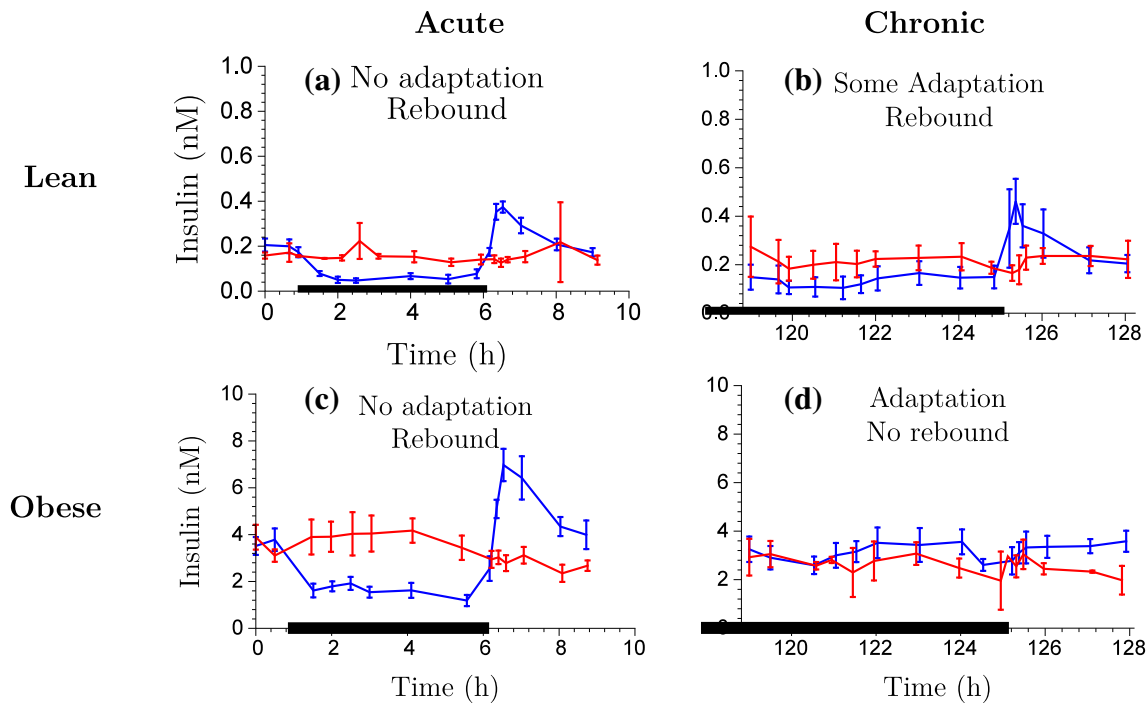 Acute
Chronic
Lean
Obese
(a) No adaptation
Rebound
Insulin (nM)
1.0
0.8
0.6
0.4
0.2
0.0
0 2 4 6 8 10
Time (h)
(b) Some Adaptation
Rebound
1.0
0.8
0.6
0.4
0.2
0.0
120 122 124 126 128
(c) No adaptation
Rebound
Insulin (nM)
10
8
6
4
2
0
0 2 4 6 8 10
Time (h)
(d) Adaptation
No rebound
10
8
6
4
2
0
120 122 124 126 128
Time (h)